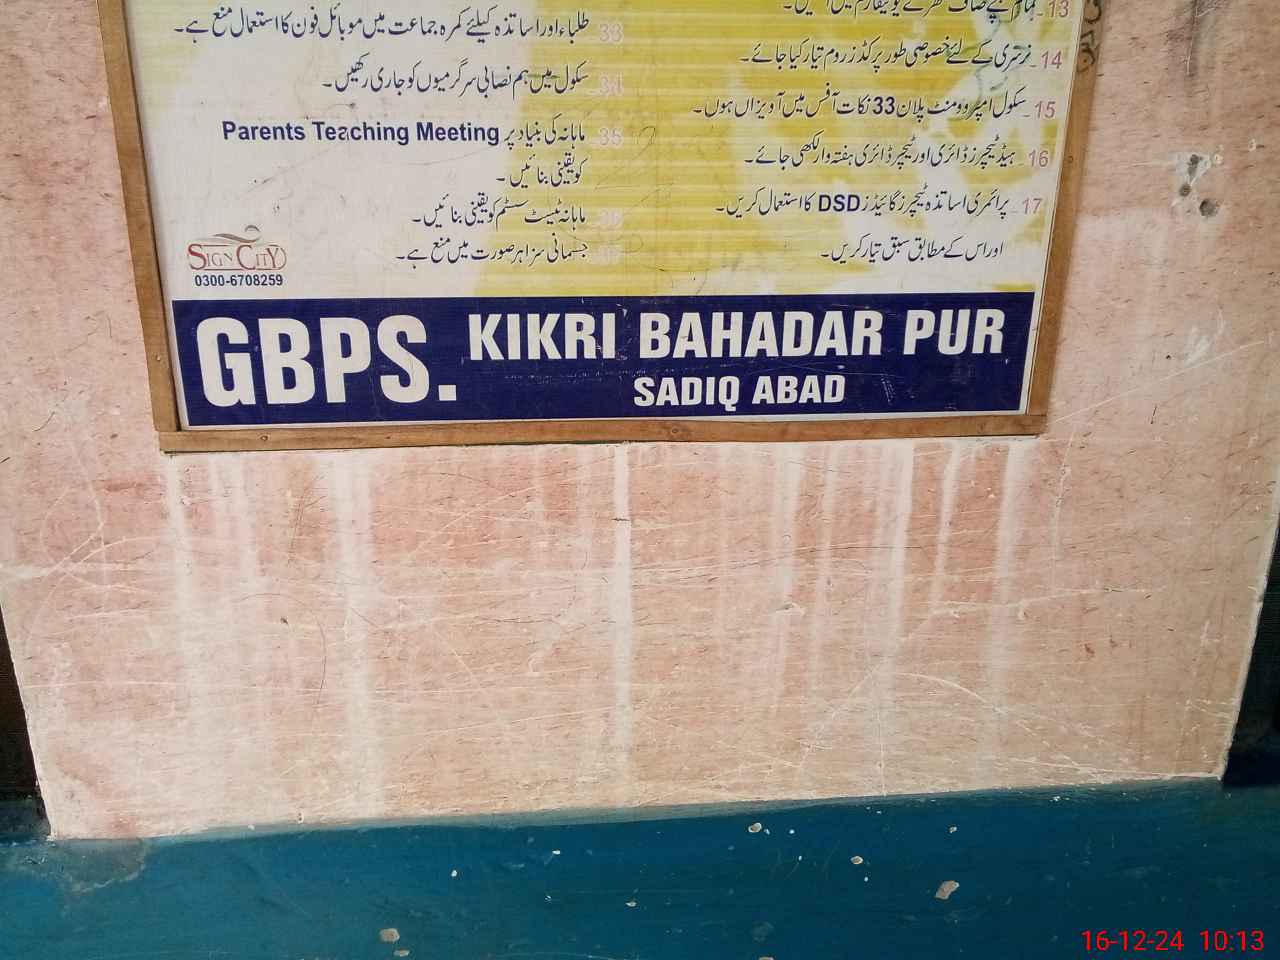 13۔
14۔ نرسری کے لئے خصوصی طور پر کڈز روم تیار کیا جائے۔
15۔ سکول امپروومنٹ پلان 33 نکات آفس میں آویزاں ہوں۔
16۔ ہیڈ ٹیچرز ڈائری اور ٹیچرز ڈائری ہفتہ وار لکھی جائے۔
17۔ پرائمری اساتذہ ٹیچرز گائیڈز DSD کا استعمال کریں۔
اور اس کے مطابق سبق تیار کریں۔
33۔ طلباء اور اساتذہ کیلئے کمرہ جماعت میں موبائل فون کا استعمال منع ہے۔
34۔ سکول میں ہم نصابی سرگرمیوں کو جاری رکھیں۔
35۔ ماہانہ کی بنیاد پر Parents Teaching Meeting
کو یقینی بنائیں۔
36۔ ماہانہ ٹیسٹ سسٹم کو یقینی بنائیں۔
جسمانی سزا ہر صورت میں منع ہے۔
SIGN CITY
0300-6708259
GBPS. KIKRI BAHADAR PUR
SADIQ ABAD
16-12-24 10:13